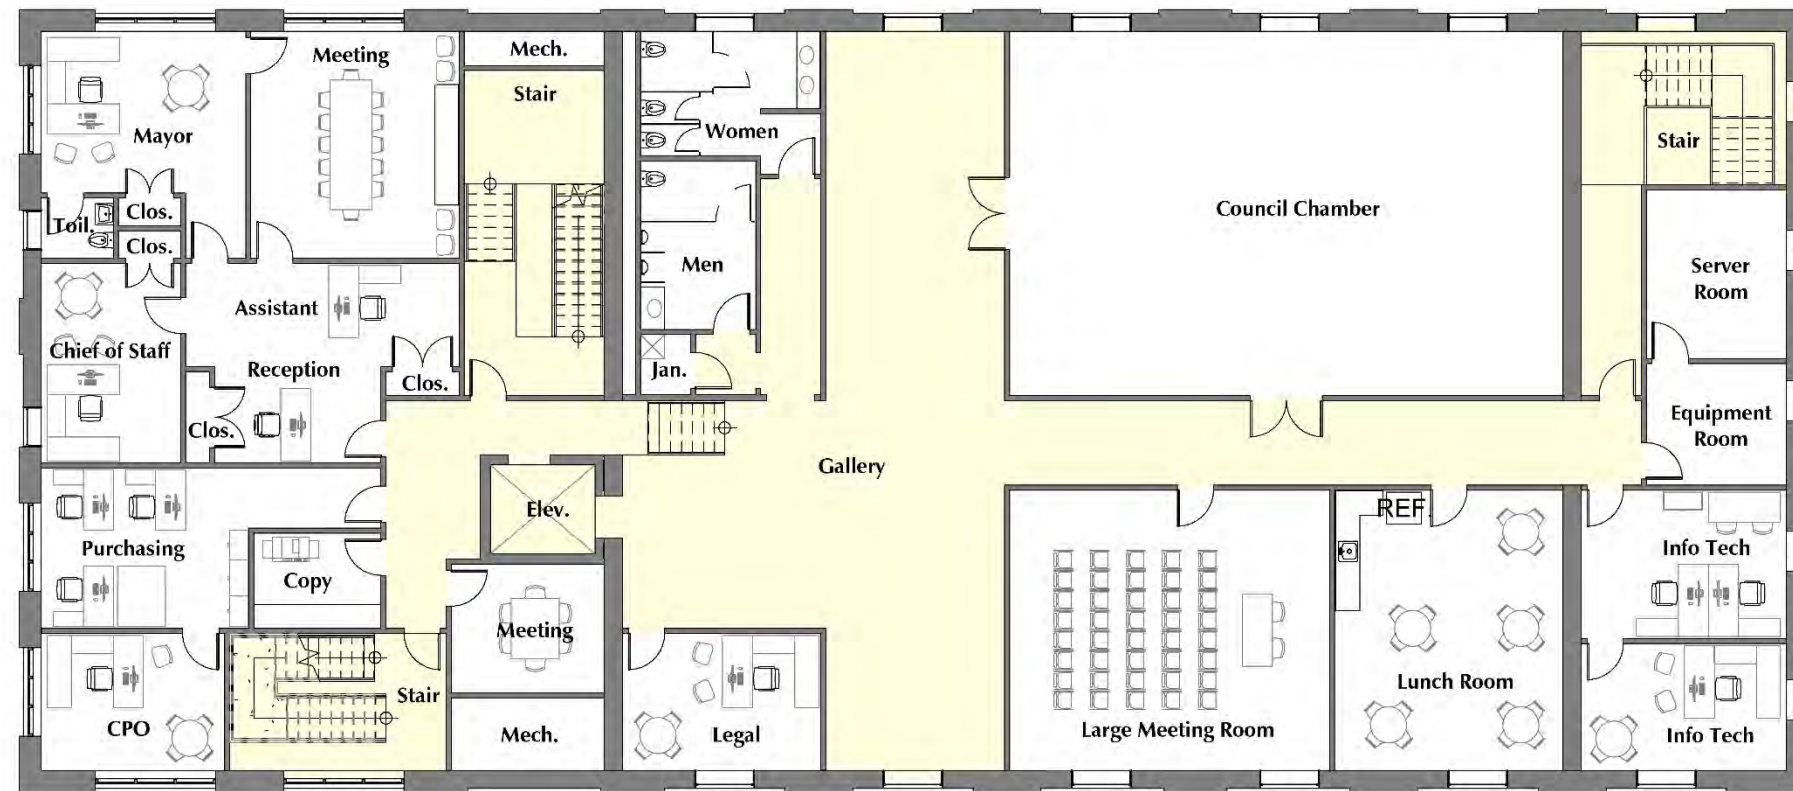 Mech.
Meeting
Stair
Women
Mayor
Stair
Clos.
Toil.
Clos.
Council Chamber
Men
Server
Room
Assistant
Chief of Staff
Reception
Jan.
Clos.
Clos.
Equipment
Room
Gallery
Elev.
REF.
Purchasing
Copy
Info Tech
Meeting
Stair
Lunch Room
CPO
Mech.
Legal
Large Meeting Room
Info Tech